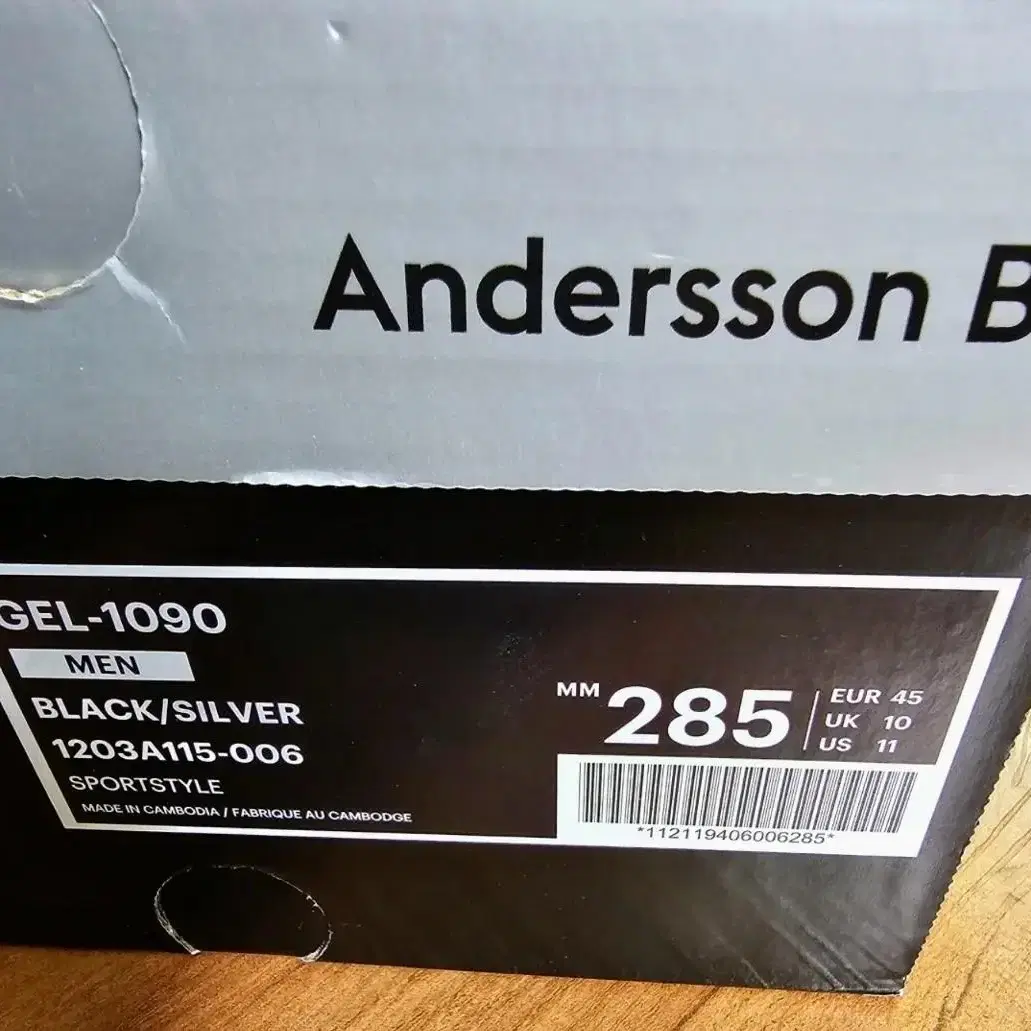 Andersson B
GEL-1090
MEN
BLACK/SILVER
1203A115-006
SPORTSTYLE
MADE IN CAMBODIA / FABRIQUE AU CAMBODGE
MM 285
EUR 45
UK 10
US 11
*112119406006285*